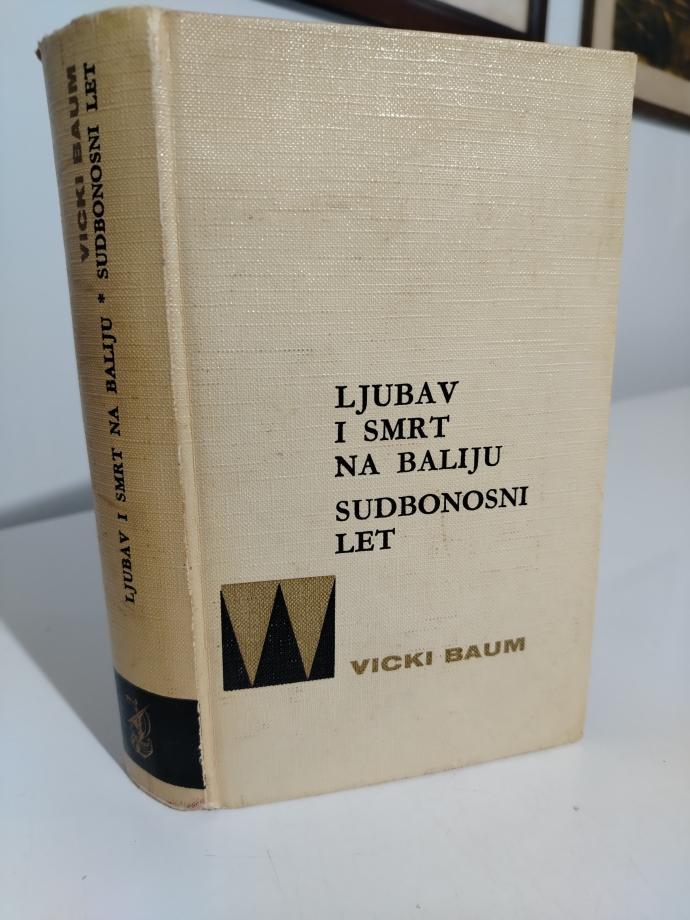 VICKI BAUM
LJUBAV I SMRT NA BALIJU * SUDBONOSNI LET
LJUBAV
I SMRT
NA BALIJU
SUDBONOSNI
LET
VICKI BAUM